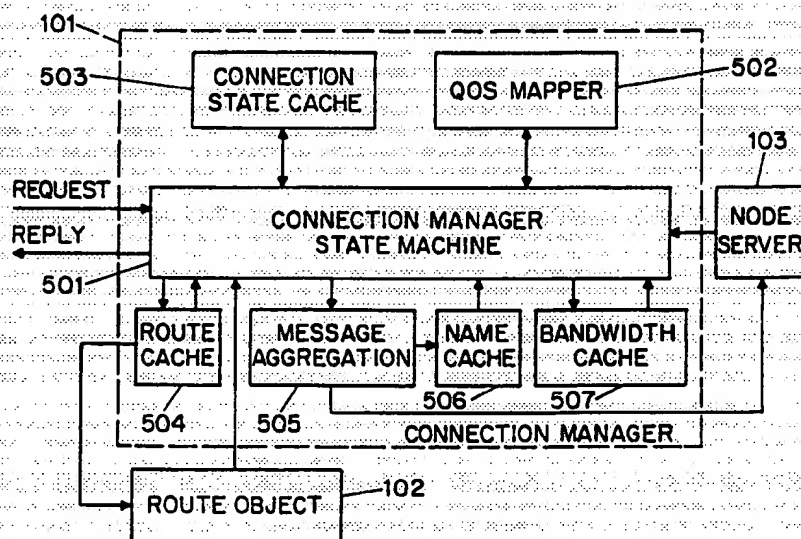 101
503
CONNECTION
STATE CACHE
QOS MAPPER
502
103
REQUEST
REPLY
501
CONNECTION MANAGER
STATE MACHINE
NODE
SERVER
ROUTE
CACHE
MESSAGE
AGGREGATION
NAME
CACHE
BANDWIDTH
CACHE
504
505
506
507
CONNECTION MANAGER
ROUTE OBJECT
102